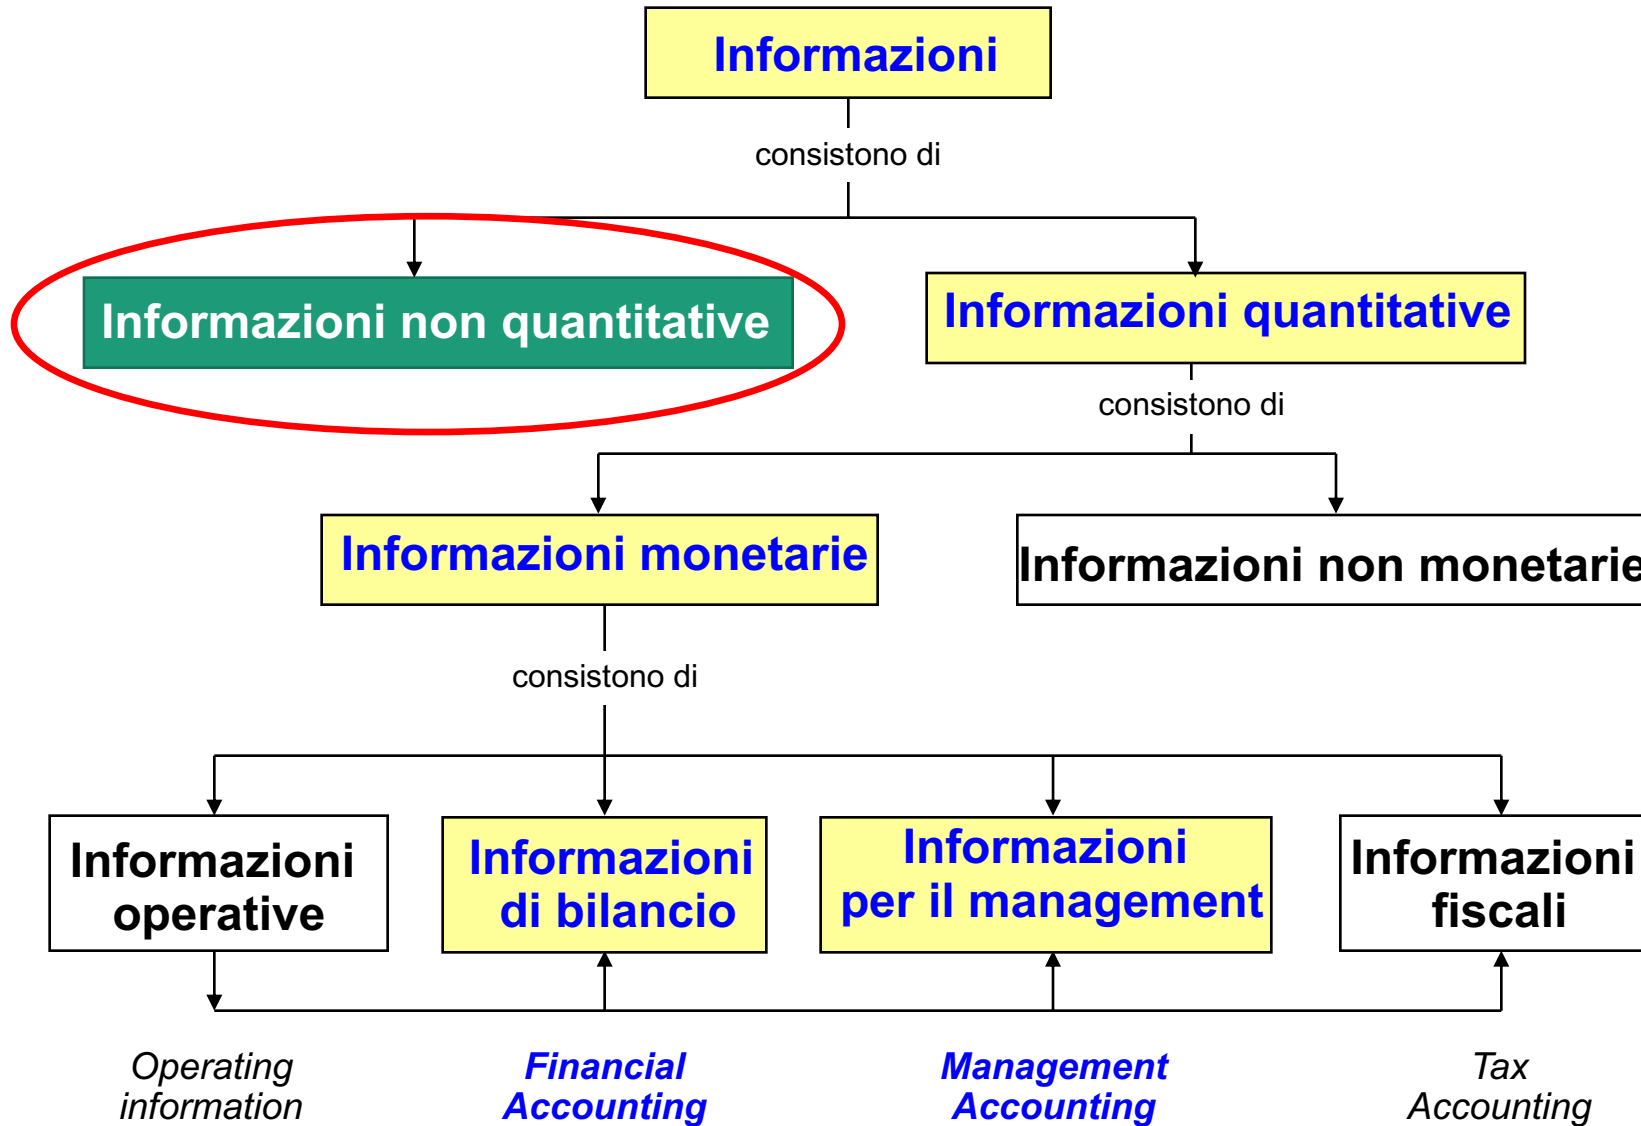 Informazioni
consistono di
Informazioni non quantitative
Informazioni quantitative
consistono di
Informazioni monetarie
Informazioni non monetarie
consistono di
Informazioni
operative
Informazioni
di bilancio
Informazioni
per il management
Informazioni
fiscali
Operating
information
Financial
Accounting
Management
Accounting
Tax
Accounting